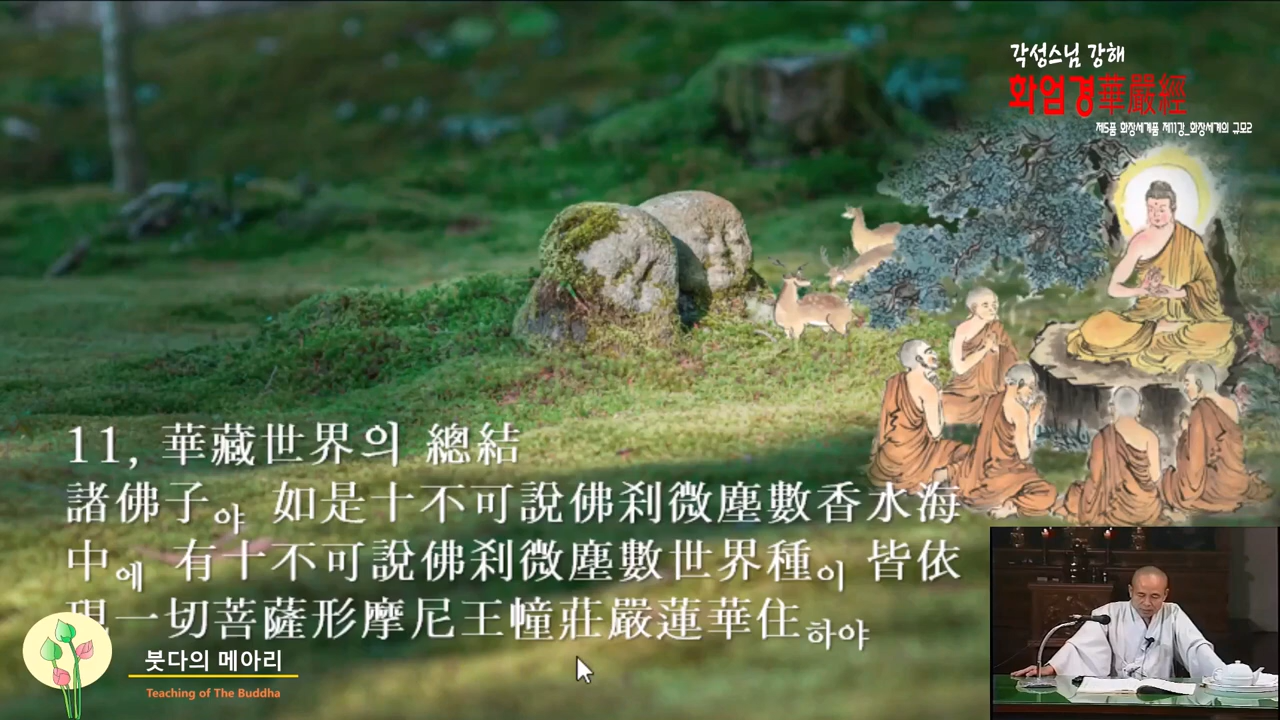 각성스님 강해
화엄경華嚴經
제5품 화장세계품 제11강_화장세계의 규모2
11, 華藏世界의 總結
諸佛子야 如是十不可說佛刹微塵數香水海
中에 有十不可說佛刹微塵數世界種이 皆依
現一切菩薩形摩尼王幢莊嚴蓮華住하야
붓다의 메아리
Teaching of The Buddha